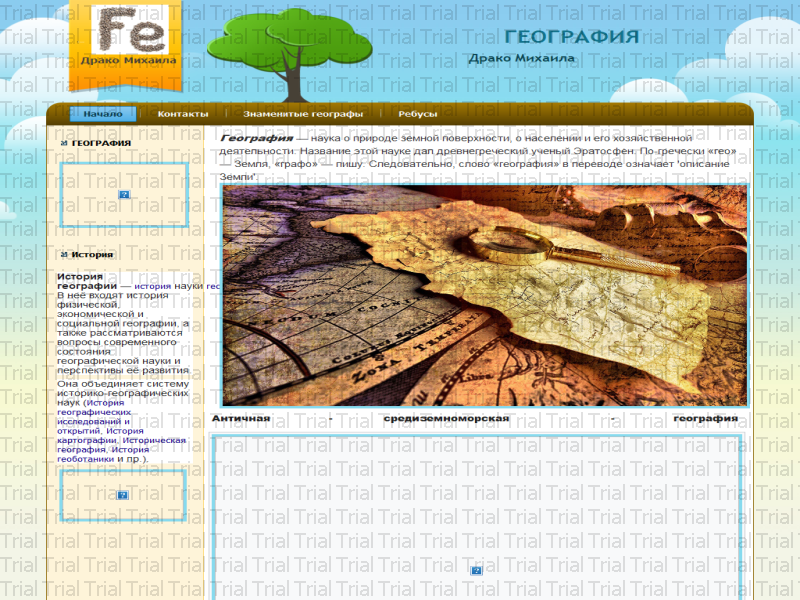 Fe
Драко Михаила
ГЕОГРАФИЯ
Драко Михаила
Начало
Контакты
Знаменитые географы
Ребусы
ГЕОГРАФИЯ
История
История
географии — история науки гео
В неё входят история
физической,
экономической и
социальной географии, а
также рассматриваются
вопросы современного
состояния
географической науки и
перспективы её развития
Она объединяет систему
историко-географических
наук (История
географических
исследований и
открытий, История
картографии, Историческая
география, История
геоботаники и пр.).
География — наука о природе земной поверхности, о населении и его хозяйственной
деятельности. Название этой науке дал древнегреческий ученый Эратосфен. По-гречески «гео»
— Земля, «графо» — пишу. Следовательно, слово «география» в переводе означает 'описание
Земли'.
Zona
Античная - средиземноморская - география
Trial